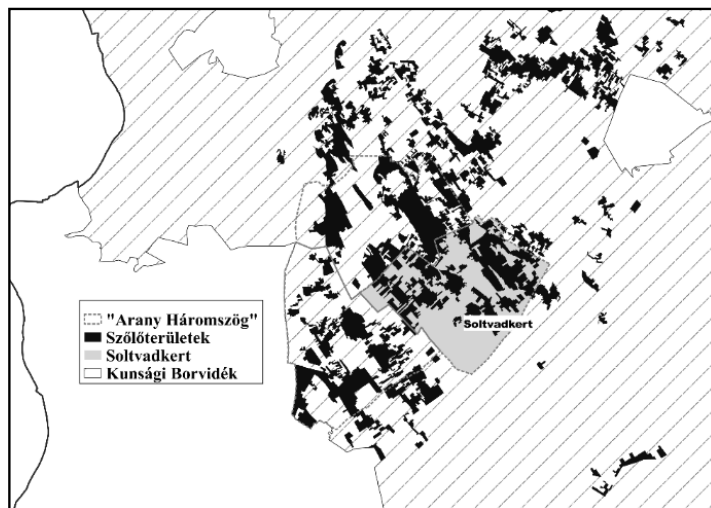 "Arany Háromszög"
Szőlőterületek
Soltvadkert
Kunsági Borvidék
Soltvadkert